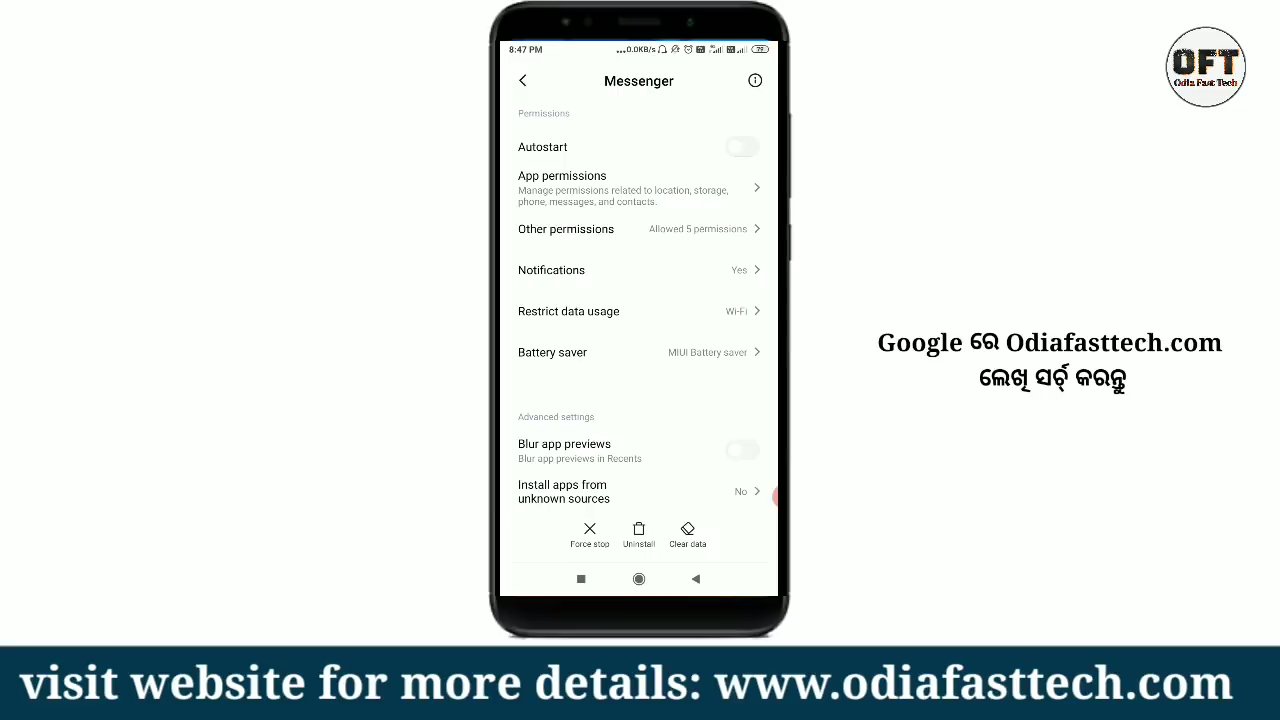 8:47 PM
...0.0KB/s
79
Messenger
Permissions
Autostart
App permissions
Manage permissions related to location, storage,
phone, messages, and contacts.
Other permissions
Allowed 5 permissions
Notifications
Yes
Restrict data usage
Wi-Fi
Battery saver
MIUI Battery saver
Advanced settings
Blur app previews
Blur app previews in Recents
Install apps from
unknown sources
No
Force stop
Uninstall
Clear data
OFT
Odia Fast Tech
Google ରେ Odiafasttech.com
ଲେଖି ସର୍ଚ୍ଚ କରନ୍ତୁ
visit website for more details: www.odiafasttech.com